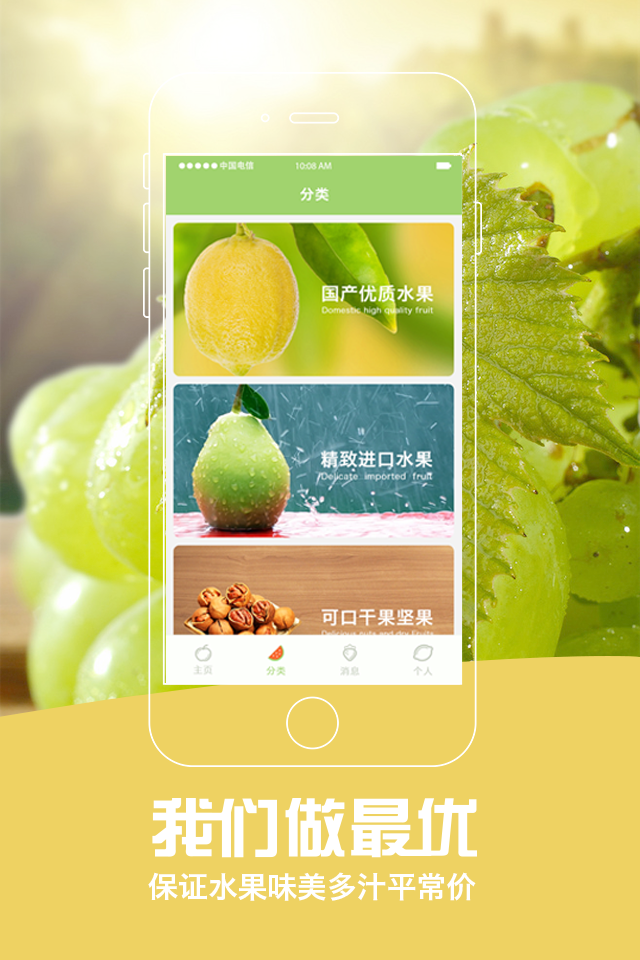 中国电信 10:08 AM
分类
国产优质水果
Domestic high quality fruit
精致进口水果
Delicate imported fruit
可口干果坚果
Delicious nuts and dry Fruits
主页 分类 消息 个人
我们做最优
保证水果味美多汁平常价